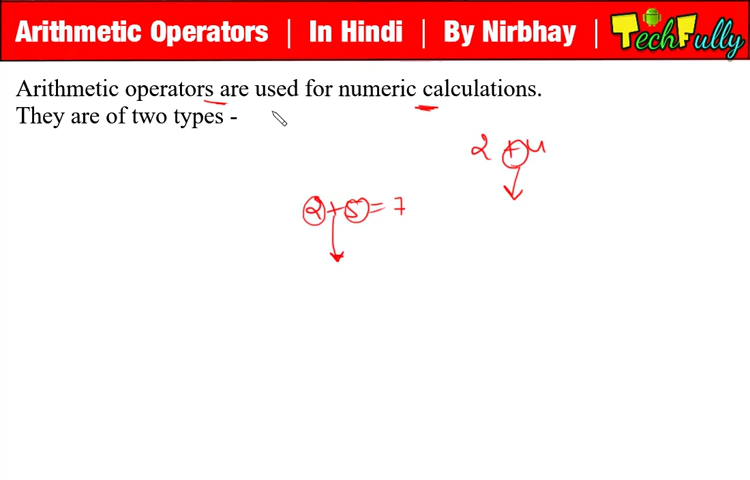 Arithmetic Operators | In Hindi | By Nirbhay | TechFully
Arithmetic operators are used for numeric calculations.
They are of two types -
2 + 4
2+5=7